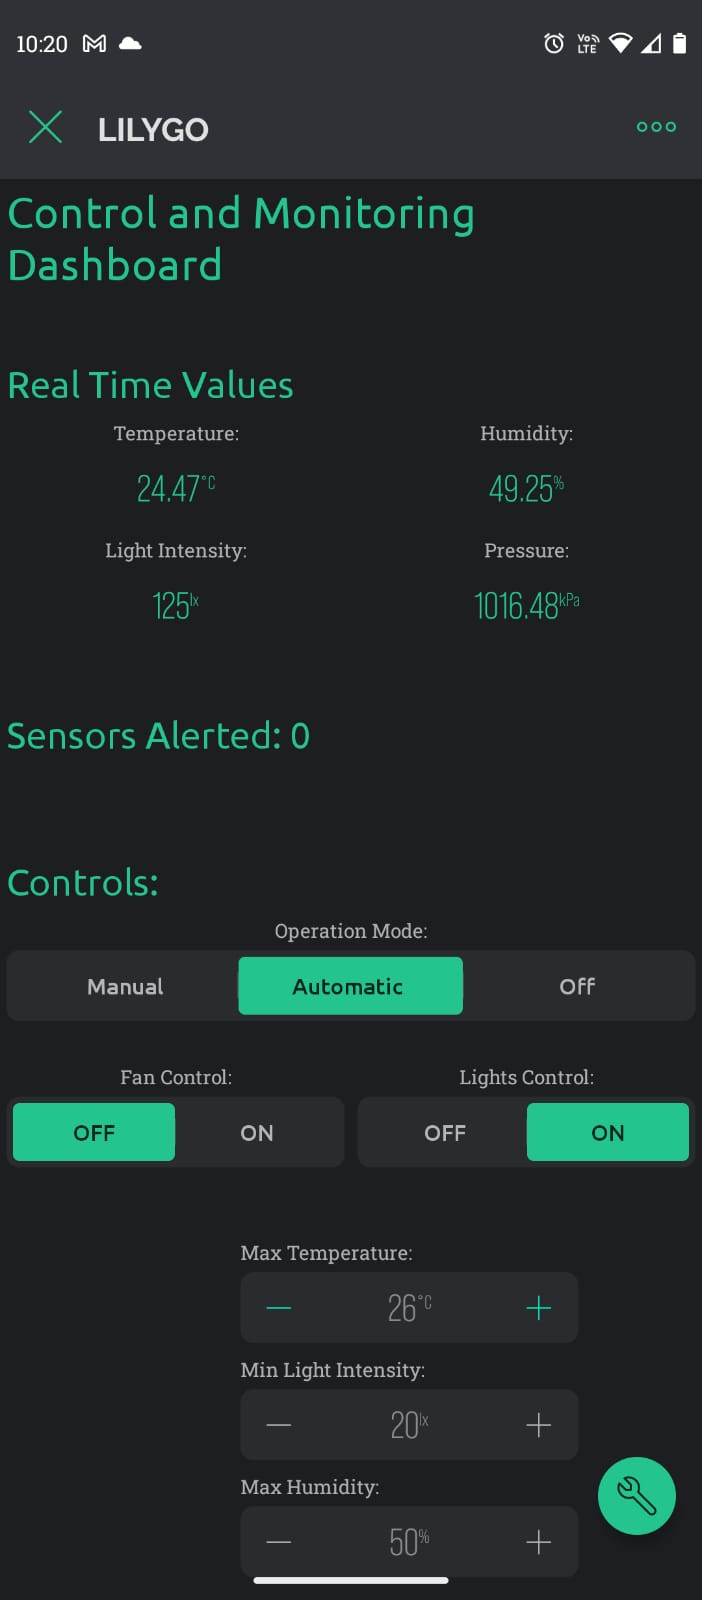 10:20
Vo LTE
LILYGO
Control and Monitoring
Dashboard
Real Time Values
Temperature: Humidity:
24.47°C 49.25%
Light Intensity: Pressure:
125lx 1016.48kPa
Sensors Alerted: 0
Controls:
Operation Mode:
Manual Automatic Off
Fan Control: Lights Control:
OFF ON OFF ON
Max Temperature:
26°C
Min Light Intensity:
20lx
Max Humidity:
50%